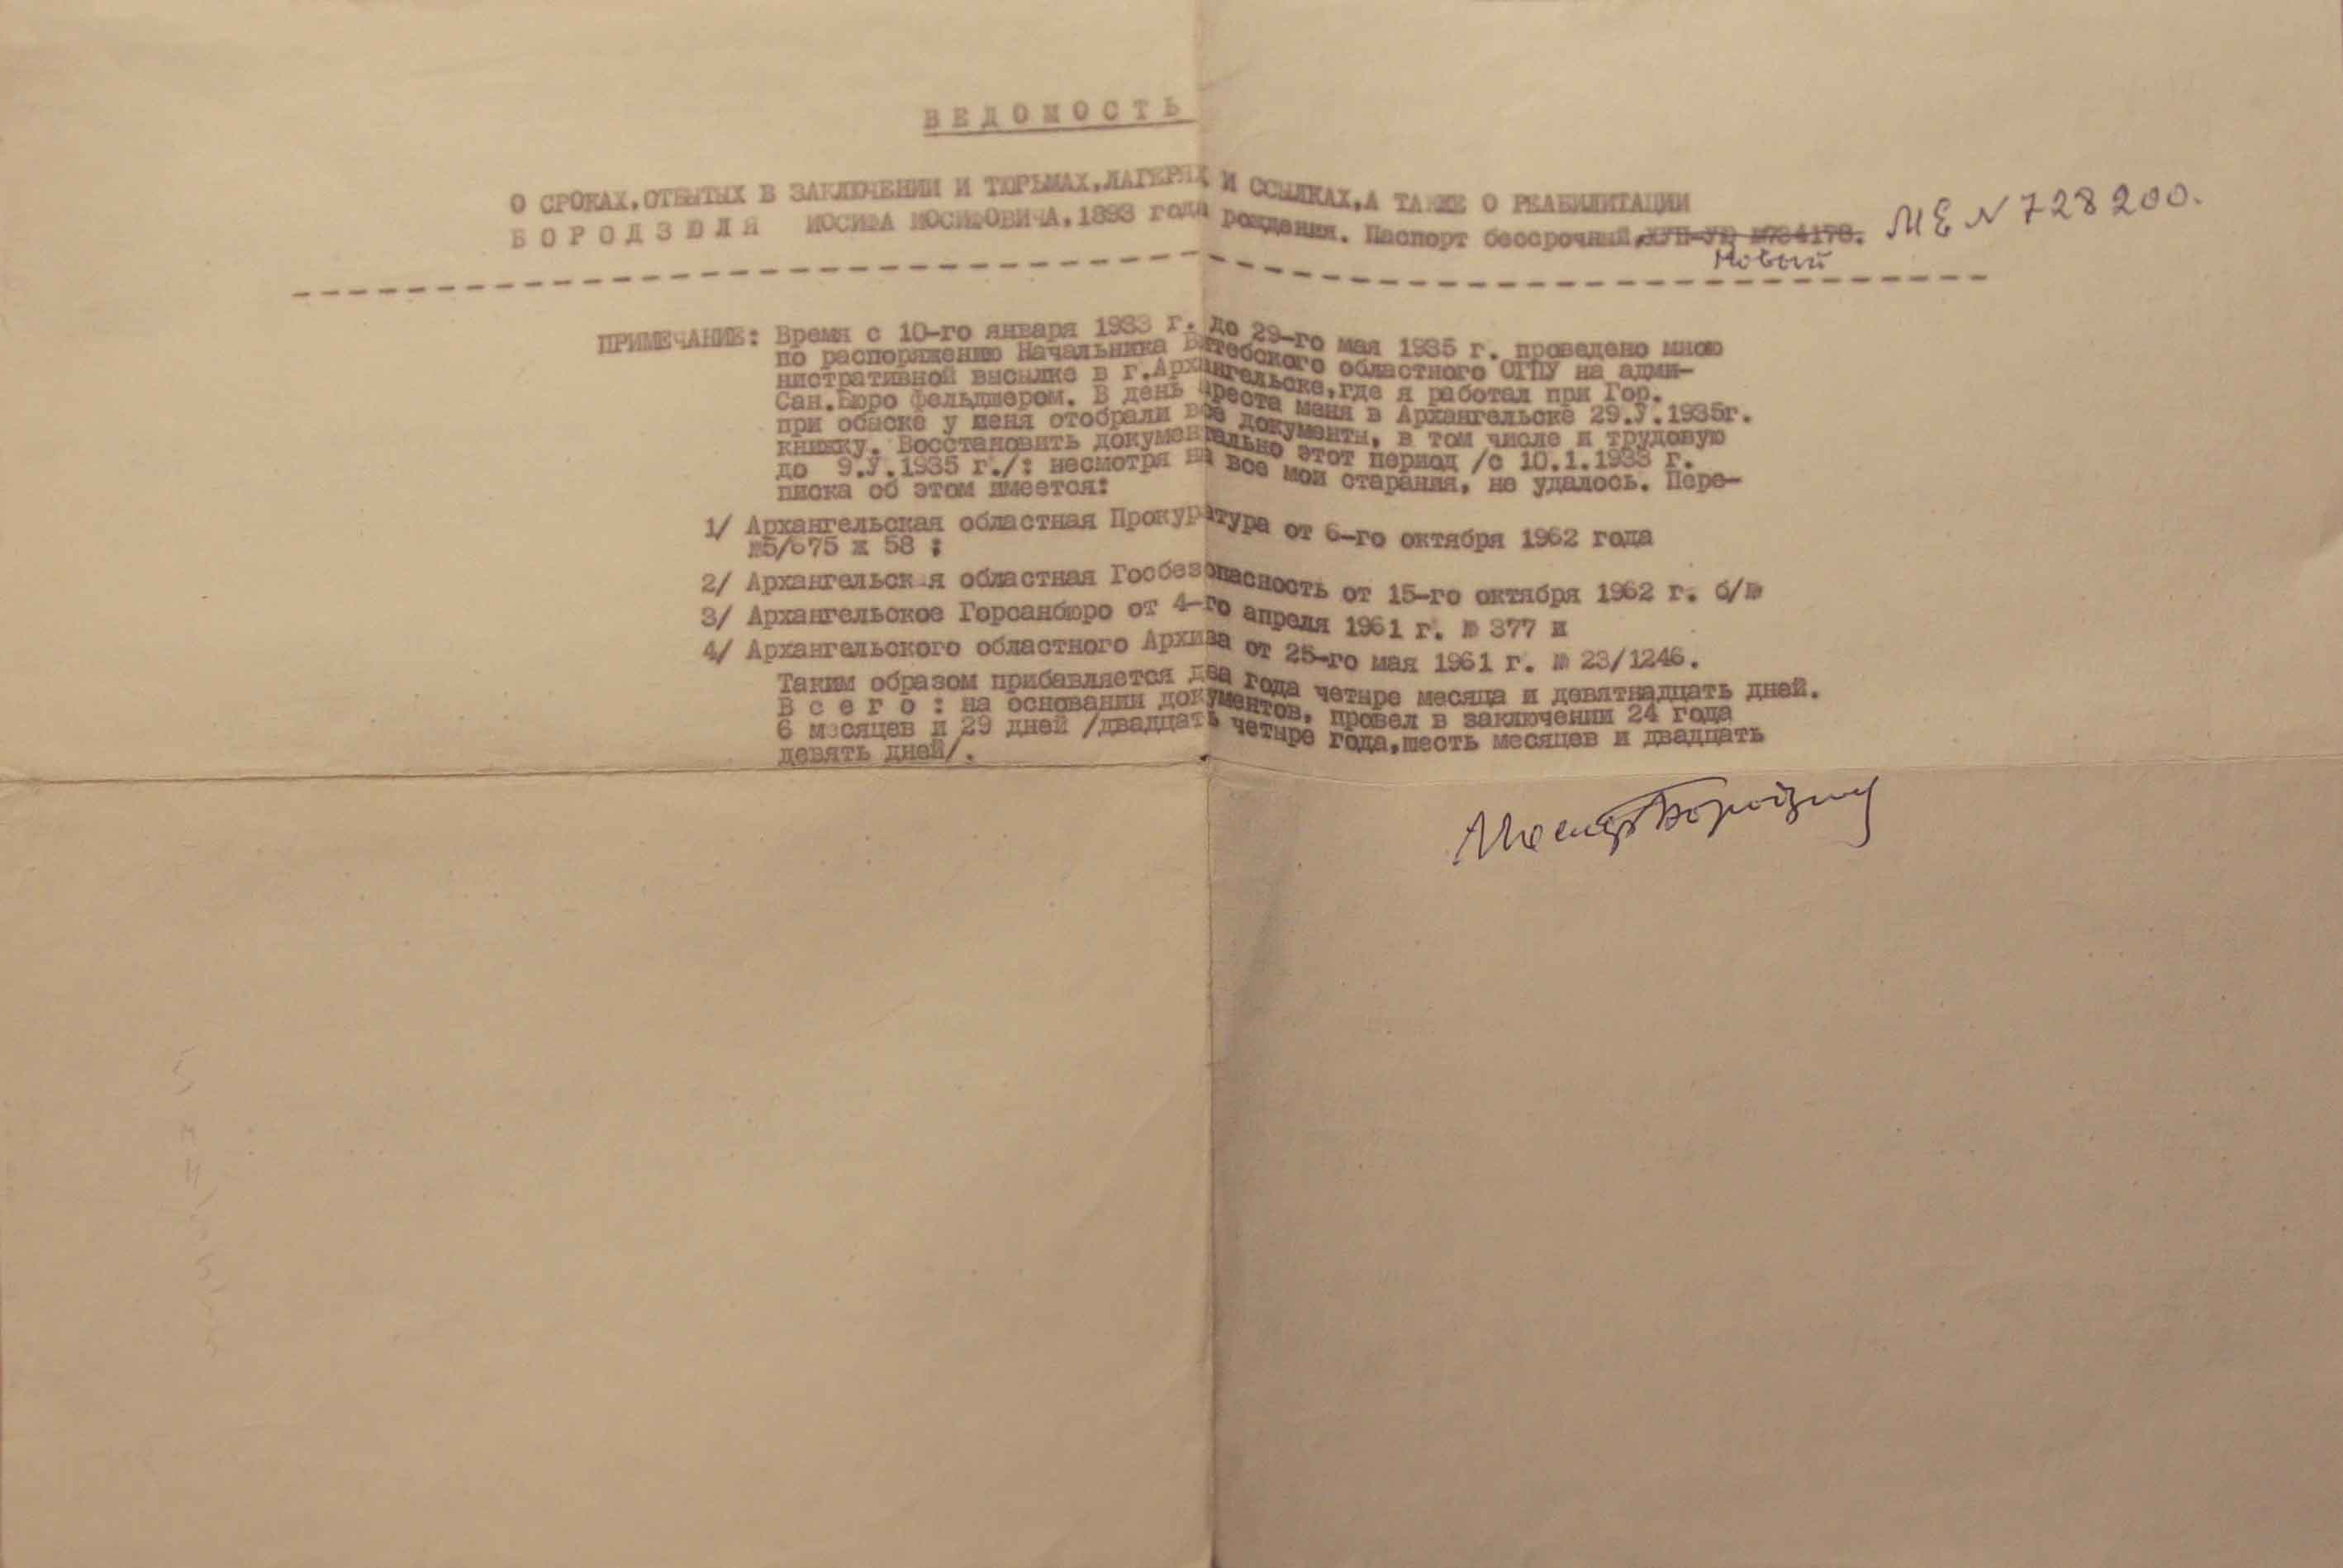 ВЕДОМОСТЬ
О СРОКАХ,ОТБЫТЫХ В ЗАКЛЮЧЕНИИ И ТЮРЬМАХ,ЛАГЕРЯХ И ССЫЛКАХ,А ТАКЖЕ О РЕАБИЛИТАЦИИ
БОРОДЗЮЛЯ ИОСИФА ИОСИФОВИЧА,1893 года рождения. Паспорт бессрочный, МЕ N 728200.
Новый
ПРИМЕЧАНИЕ: Время с 10-го января 1933 г. до 29-го мая 1935 г. проведено мною
по распоряжению Начальника Витебского областного ОГПУ на адми-
нистративной высылке в г.Архангельске,где я работал при Гор.
Сан.Бюро фельдшером. В день ареста меня в Архангельске 29.У.1935г.
при обыске у меня отобрали все документы, в том числе и трудовую
книжку. Восстановить документально этот период /с 10.1.1933 г.
до 9.У.1935 г./: несмотря на все мои старания, не удалось. Пере-
писка об этом имеется:
1/ Архангельская областная Прокуратура от 6-го октября 1962 года
№5/675 ж 58 ;
2/ Архангельская областная Госбезопасность от 15-го октября 1962 г. б/№
3/ Архангельское Горсанбюро от 4-го апреля 1961 г. № 377 и
4/ Архангельского областного Архива от 25-го мая 1961 г. № 23/1246.
Таким образом прибавляется два года четыре месяца и девятнадцать дней.
Всего: на основании документов, провел в заключении 24 года
6 месяцев и 29 дней /двадцать четыре года,шесть месяцев и двадцать
девять дней/.